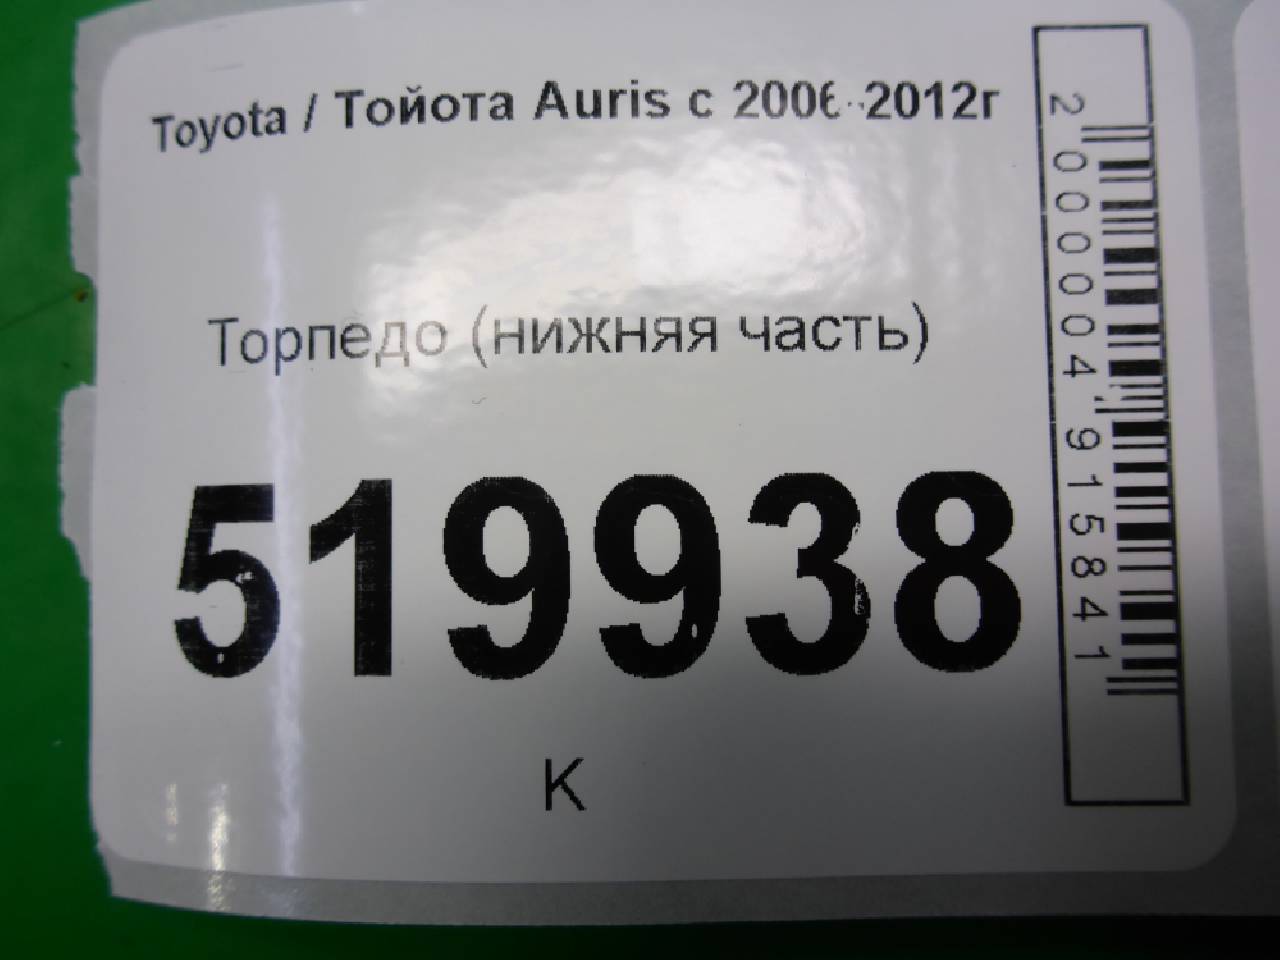 Toyota / Тойота Auris с 2006-2012г
Торпедо (нижняя часть)
519938
К
2000004915841